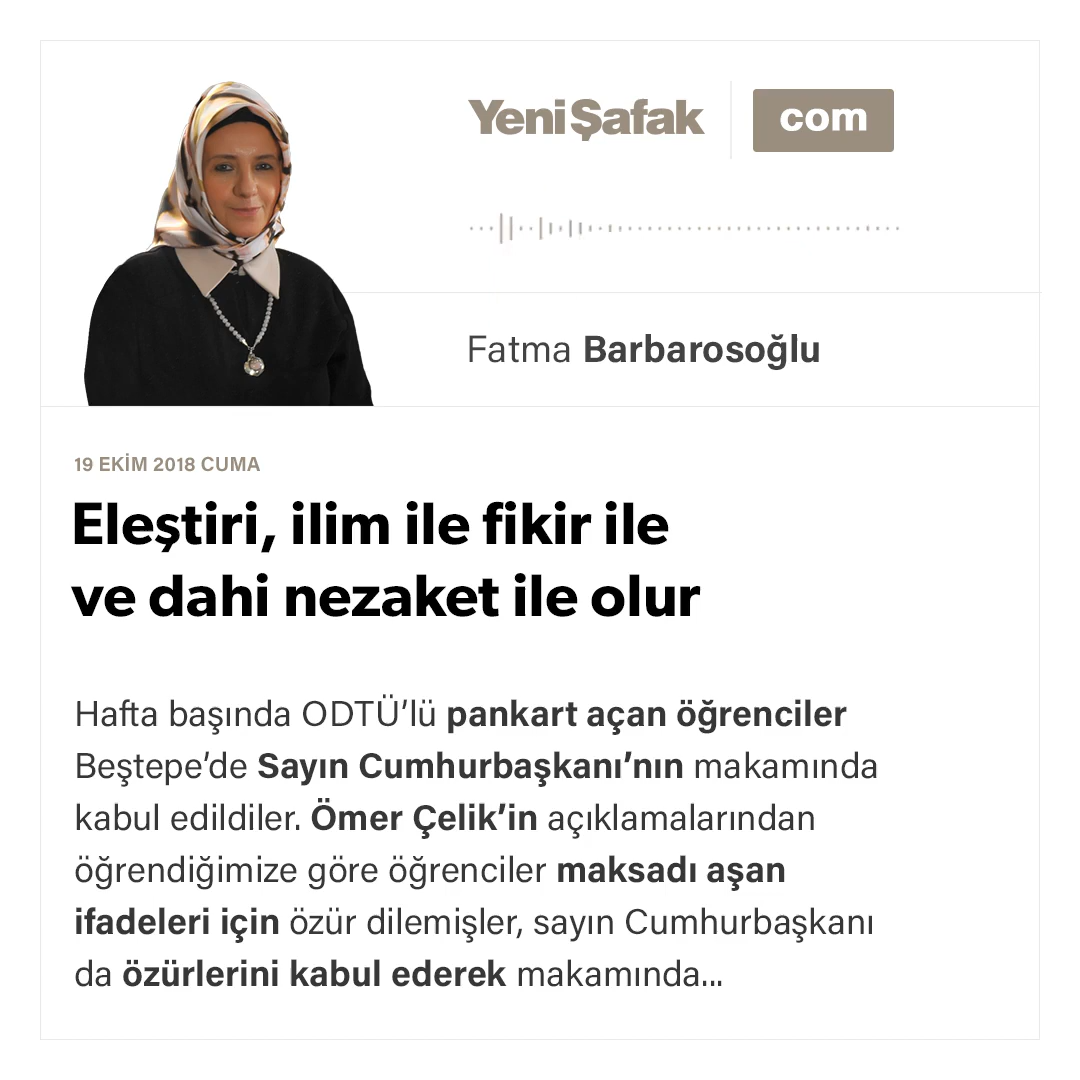 YeniŞafak com
Fatma Barbarosoğlu
19 EKİM 2018 CUMA
Eleştiri, ilim ile fikir ile
ve dahi nezaket ile olur
Hafta başında ODTÜ’lü pankart açan öğrenciler
Beştepe’de Sayın Cumhurbaşkanı’nın makamında
kabul edildiler. Ömer Çelik’in açıklamalarından
öğrendiğimize göre öğrenciler maksadı aşan
ifadeleri için özür dilemişler, sayın Cumhurbaşkanı
da özürlerini kabul ederek makamında...